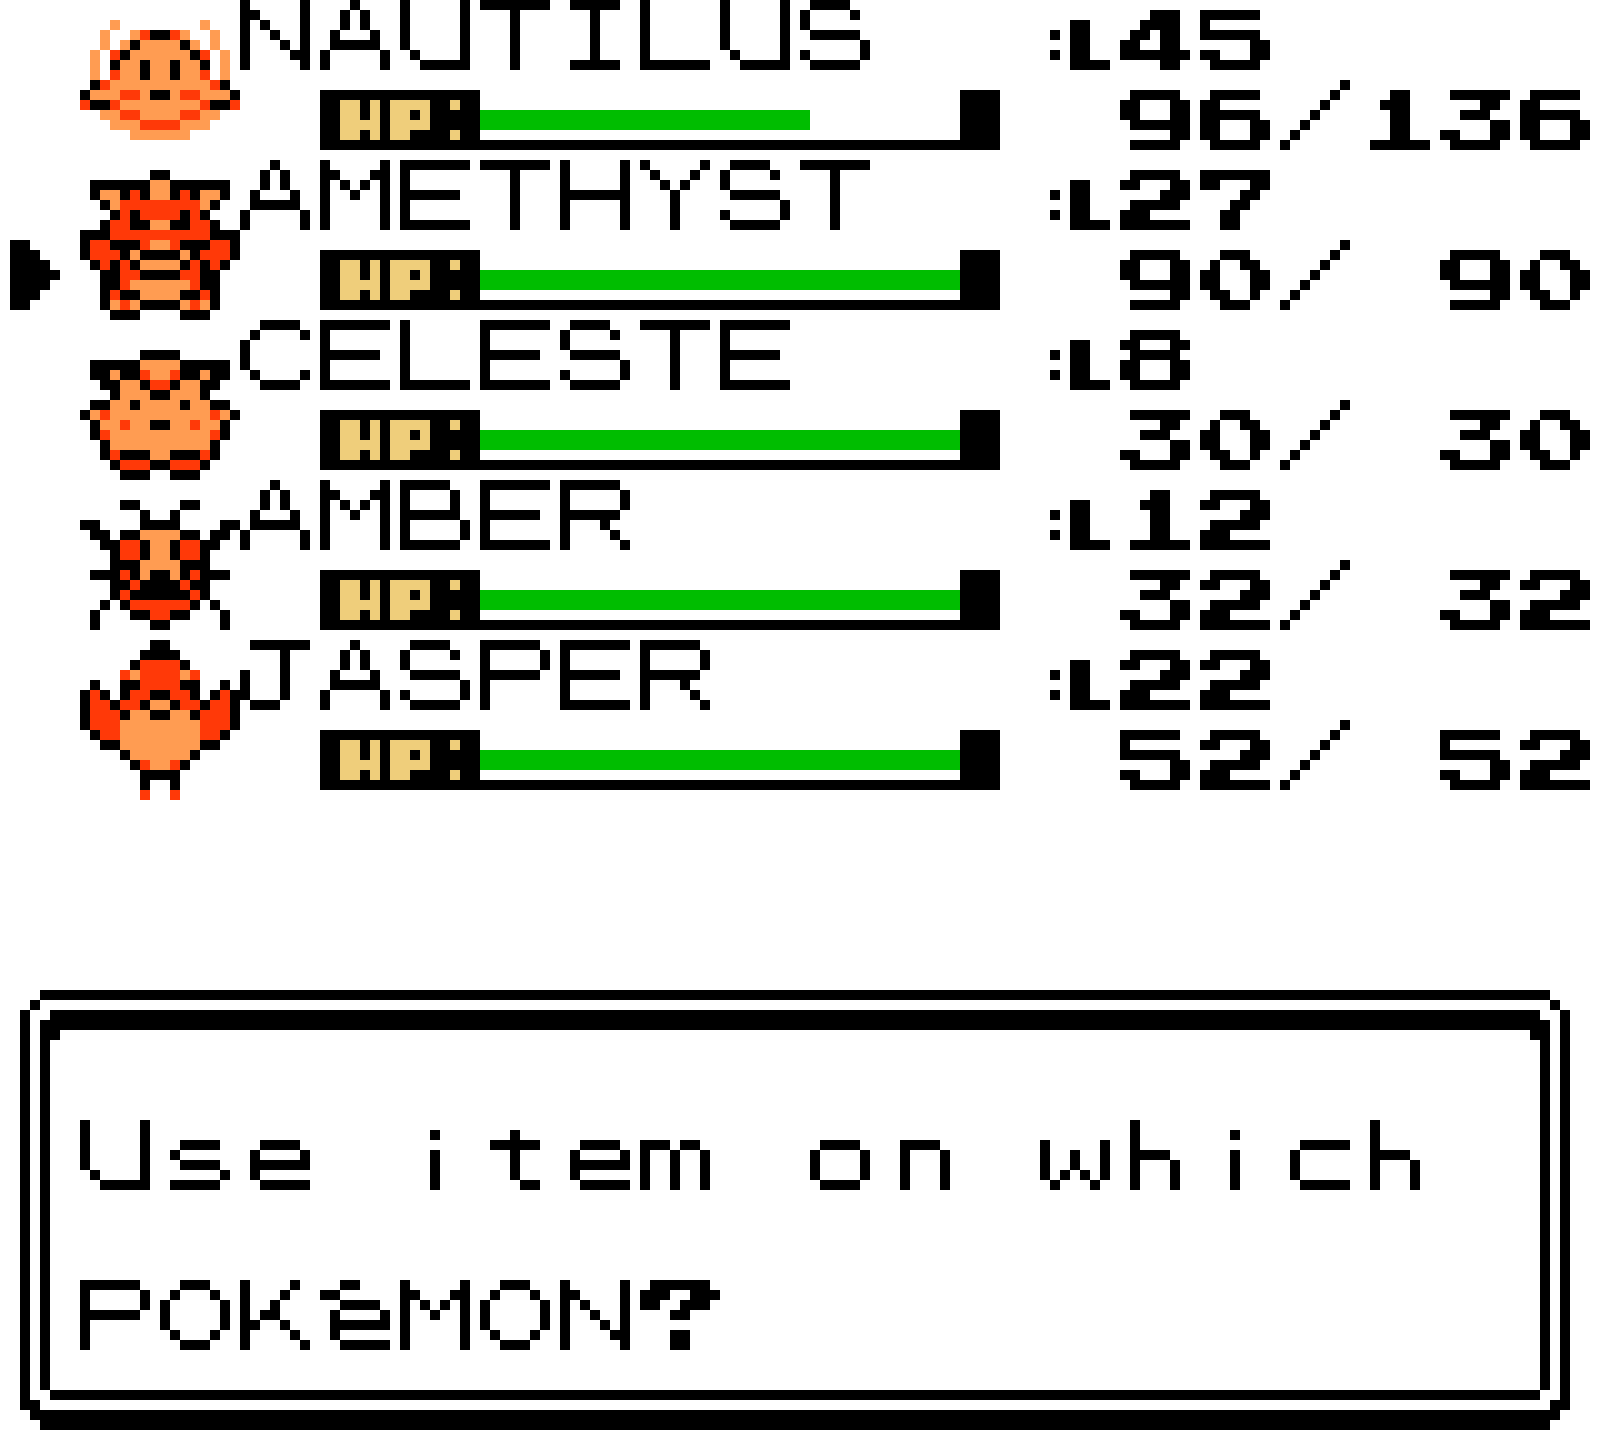 NAUTILUS :L45
HP: 96/136
AMETHYST :L27
HP: 90/ 90
CELESTE :L8
HP: 30/ 30
AMBER :L12
HP: 32/ 32
JASPER :L22
HP: 52/ 52
Use item on which
POKéMON?